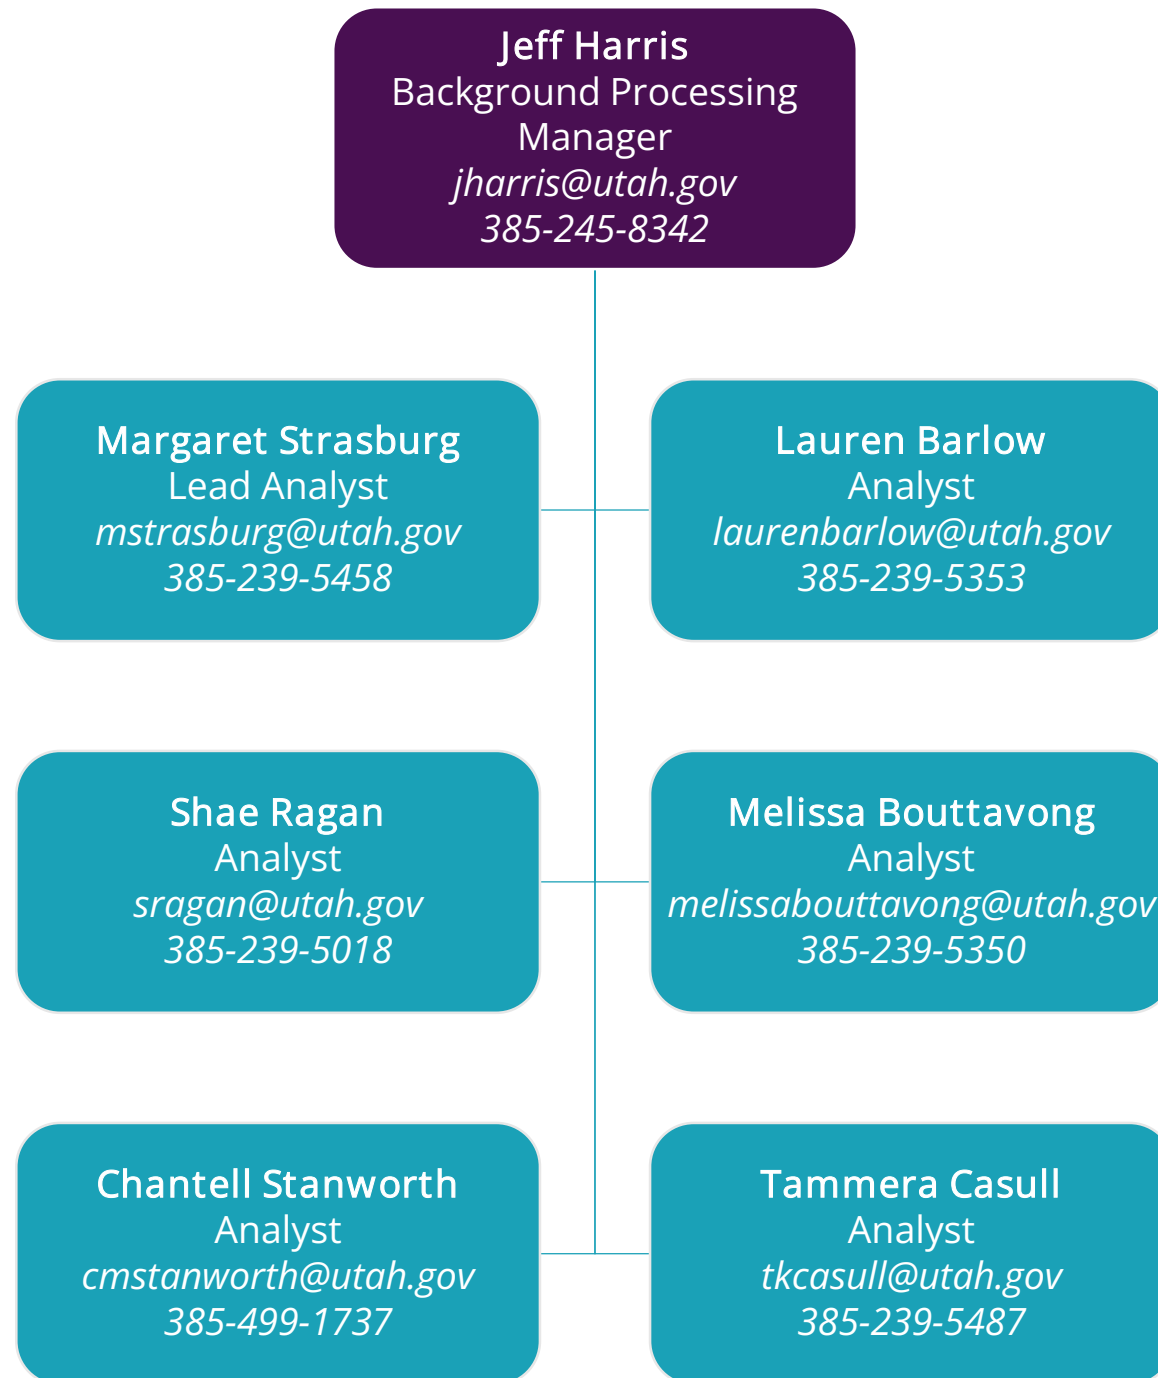 Jeff Harris
Background Processing
Manager
jharris@utah.gov
385-245-8342
Margaret Strasburg
Lead Analyst
mstrasburg@utah.gov
385-239-5458
Lauren Barlow
Analyst
laurenbarlow@utah.gov
385-239-5353
Shae Ragan
Analyst
sragan@utah.gov
385-239-5018
Melissa Bouttavong
Analyst
melissabouttavong@utah.gov
385-239-5350
Chantell Stanworth
Analyst
cmstanworth@utah.gov
385-499-1737
Tammera Casull
Analyst
tkcasull@utah.gov
385-239-5487